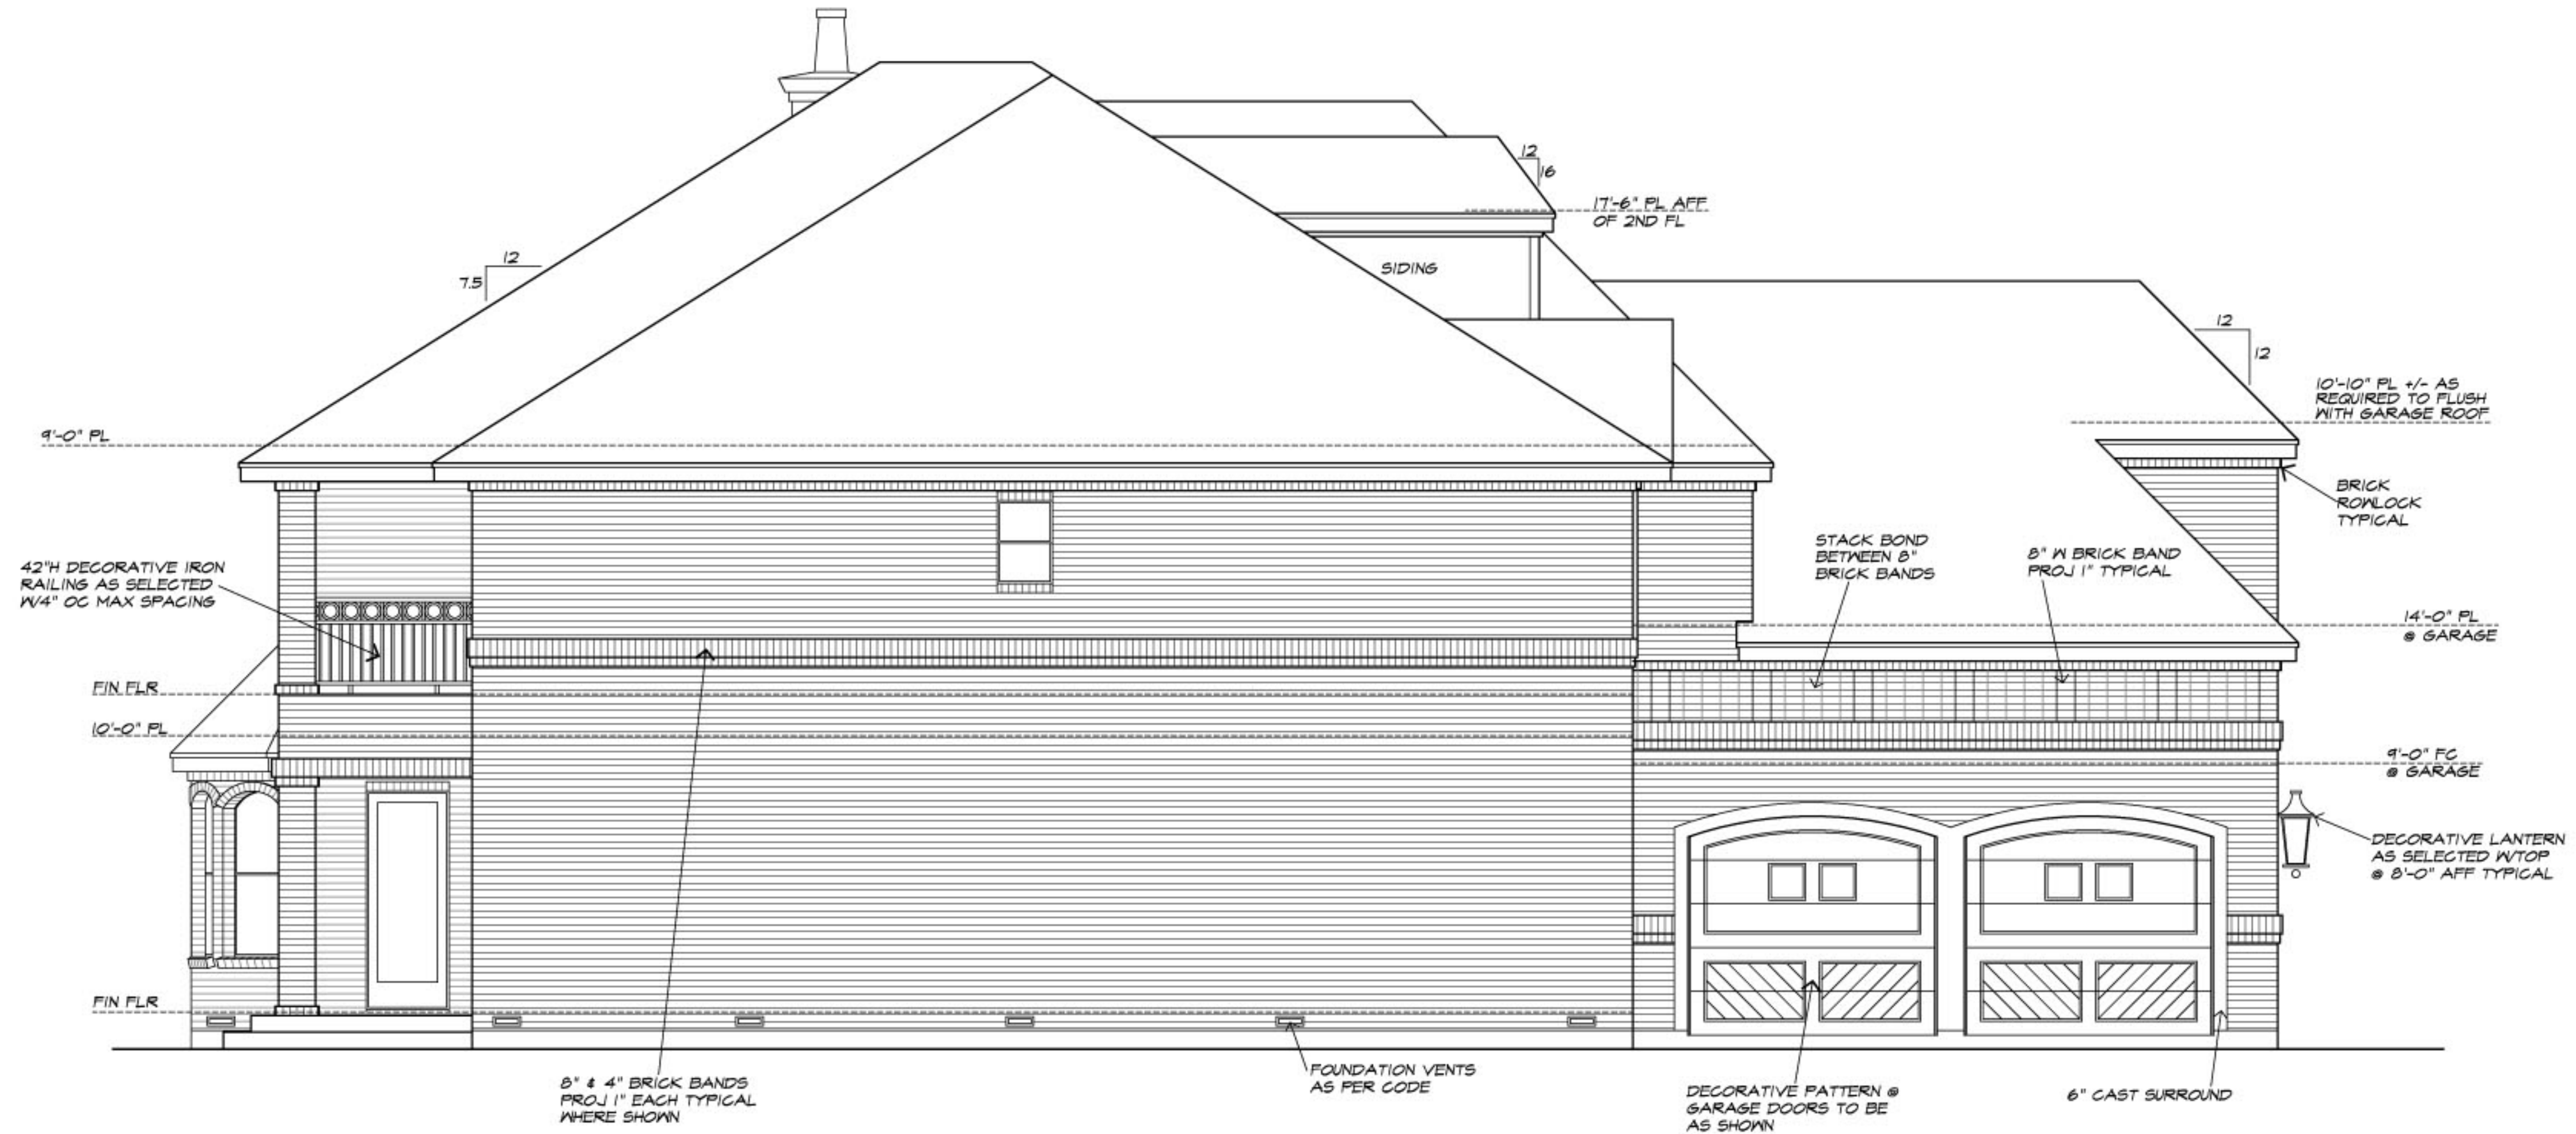 12
16
17'-6" PL AFF
OF 2ND FL
SIDING
12
7.5
12
12
10'-10" PL +/- AS
REQUIRED TO FLUSH
WITH GARAGE ROOF
9'-0" PL
BRICK
ROWLOCK
TYPICAL
STACK BOND
BETWEEN 8"
BRICK BANDS
8" W BRICK BAND
PROJ 1" TYPICAL
42"H DECORATIVE IRON
RAILING AS SELECTED
W/4" OC MAX SPACING
14'-0" PL
@ GARAGE
FIN FLR
10'-0" PL
9'-0" FC
@ GARAGE
DECORATIVE LANTERN
AS SELECTED W/TOP
@ 8'-0" AFF TYPICAL
FIN FLR
8" & 4" BRICK BANDS
PROJ 1" EACH TYPICAL
WHERE SHOWN
FOUNDATION VENTS
AS PER CODE
DECORATIVE PATTERN @
GARAGE DOORS TO BE
AS SHOWN
6" CAST SURROUND